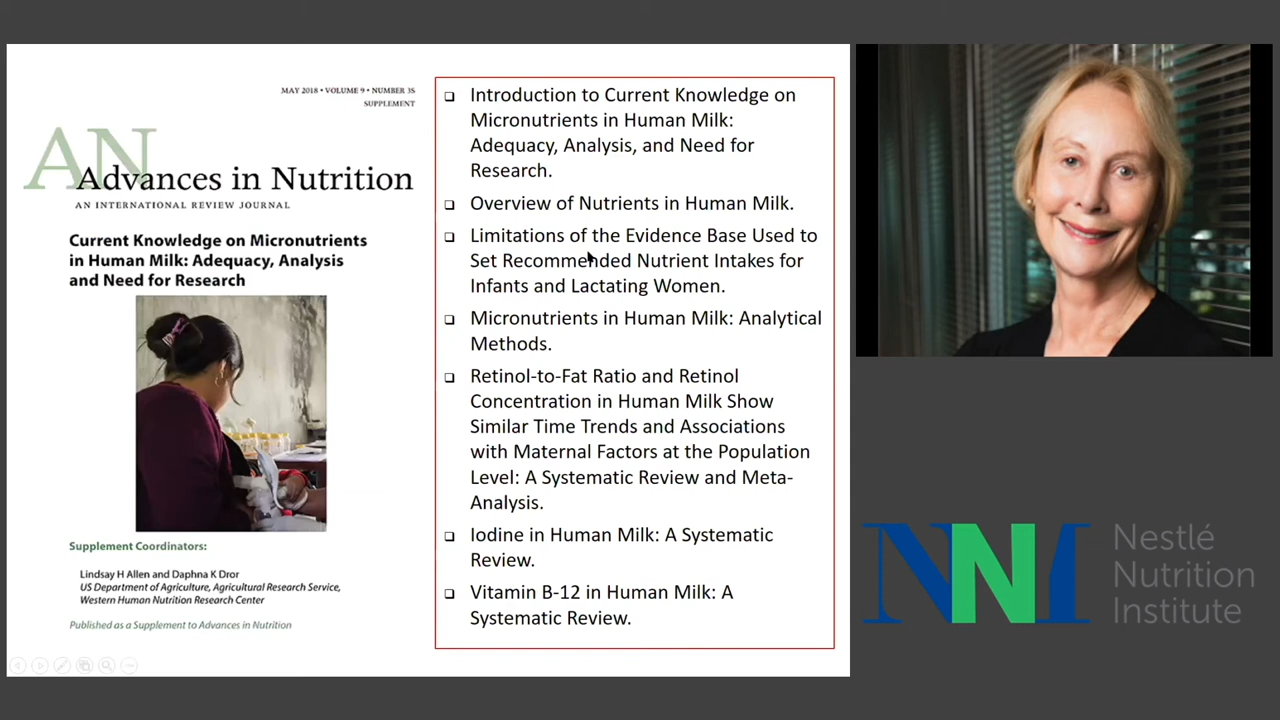 MAY 2018 • VOLUME 9 • NUMBER 3S
SUPPLEMENT
AN
Advances in Nutrition
AN INTERNATIONAL REVIEW JOURNAL
Current Knowledge on Micronutrients
in Human Milk: Adequacy, Analysis
and Need for Research
Supplement Coordinators:
Lindsay H Allen and Daphna K Dror
US Department of Agriculture, Agricultural Research Service,
Western Human Nutrition Research Center
Published as a Supplement to Advances in Nutrition
Introduction to Current Knowledge on
Micronutrients in Human Milk:
Adequacy, Analysis, and Need for
Research.
Overview of Nutrients in Human Milk.
Limitations of the Evidence Base Used to
Set Recommended Nutrient Intakes for
Infants and Lactating Women.
Micronutrients in Human Milk: Analytical
Methods.
Retinol-to-Fat Ratio and Retinol
Concentration in Human Milk Show
Similar Time Trends and Associations
with Maternal Factors at the Population
Level: A Systematic Review and Meta-
Analysis.
Iodine in Human Milk: A Systematic
Review.
Vitamin B-12 in Human Milk: A
Systematic Review.
NNI
Nestlé
Nutrition
Institute